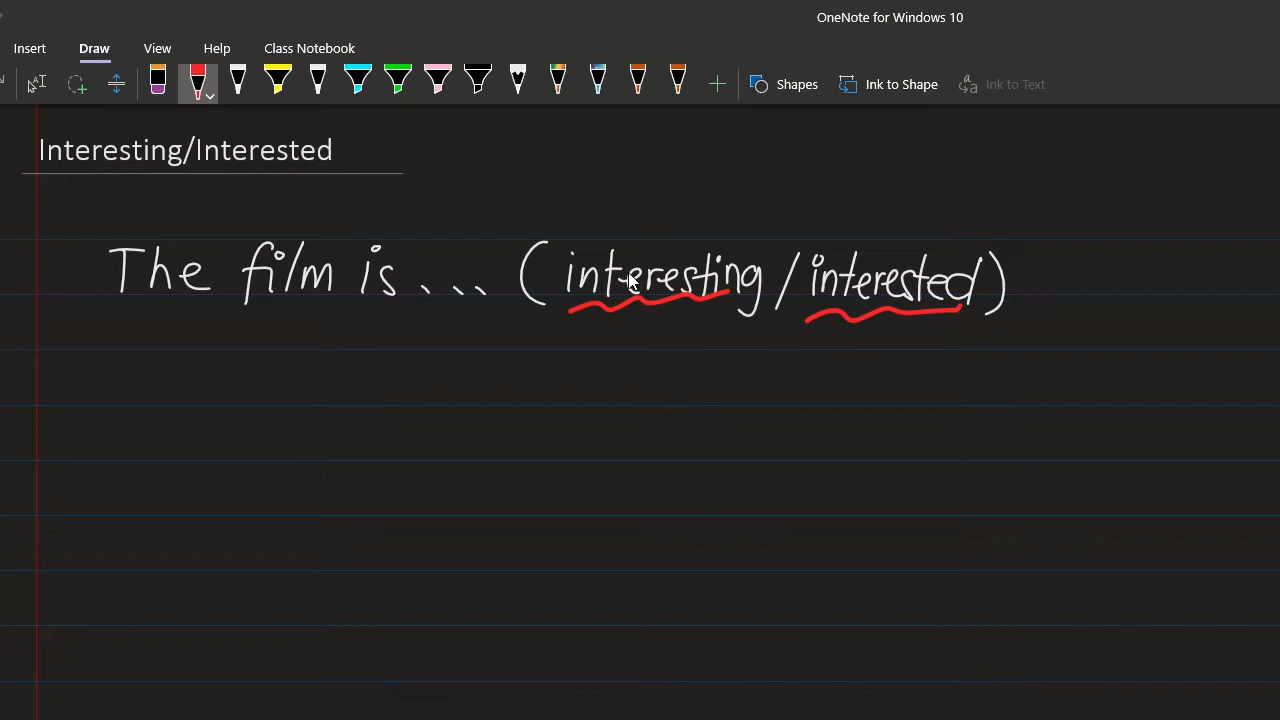 OneNote for Windows 10
Insert Draw View Help Class Notebook
Shapes Ink to Shape Ink to Text
Interesting/Interested
The film is ... (interesting/interested)